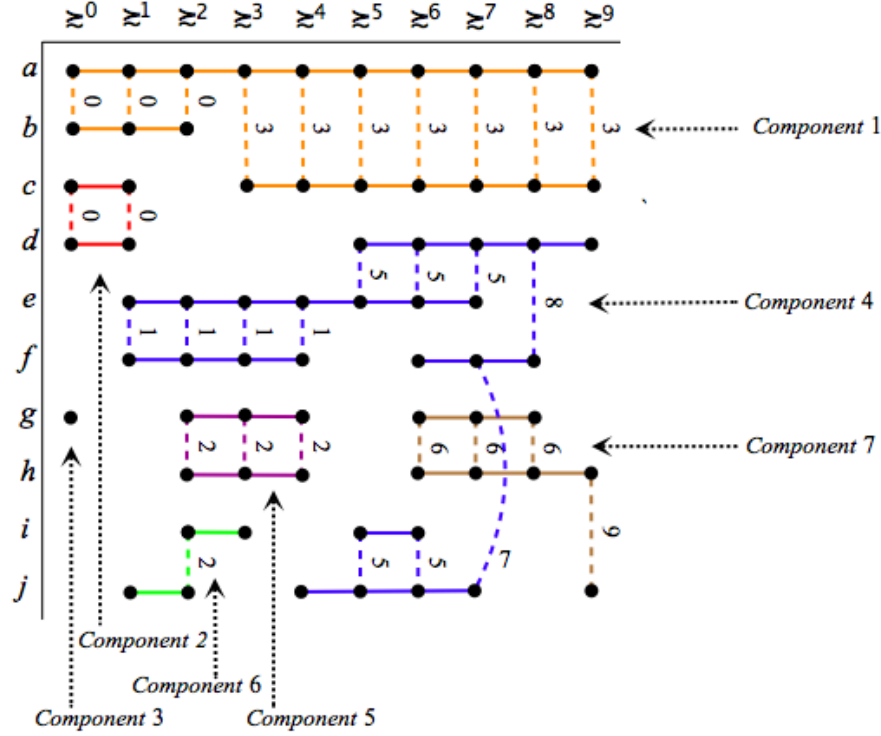 ≿⁰ ≿¹ ≿² ≿³ ≿⁴ ≿⁵ ≿⁶ ≿⁷ ≿⁸ ≿⁹
a
0 0 0
b
3 3 3 3 3 3 3
Component 1
c
0 0
d
5 5 5
e
8
Component 4
1 1 1 1
f
g
2 2 2
6 6 6
Component 7
h
i
2
5 5
7
9
j
Component 2
Component 6
Component 3
Component 5